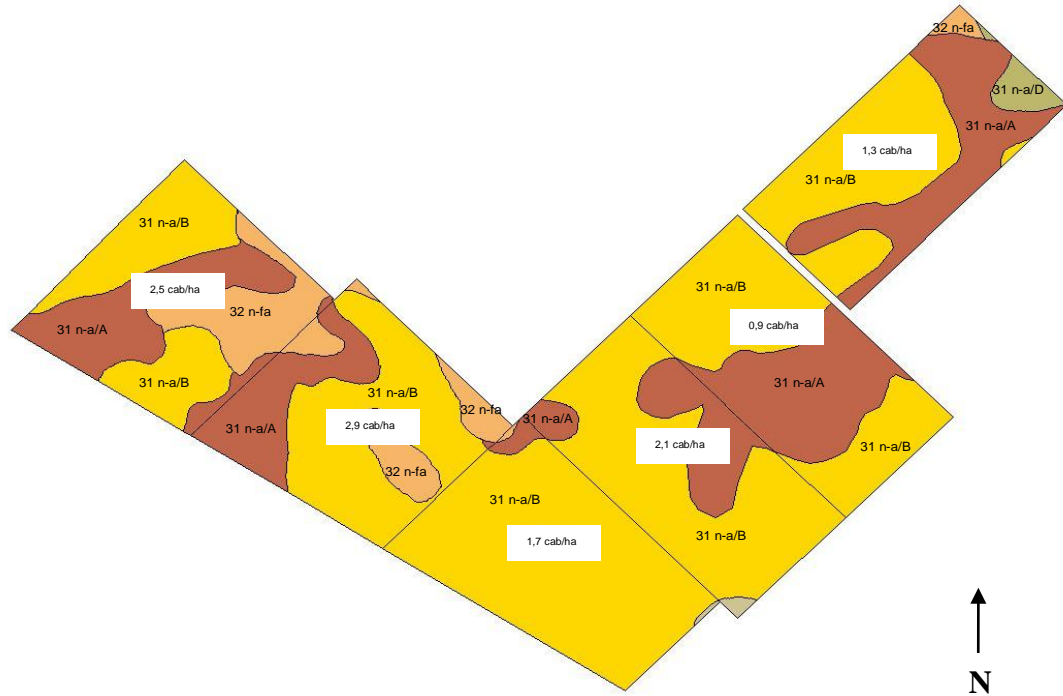 32 n-fa
31 n-a/D
31 n-a/A
1,3 cab/ha
31 n-a/B
31 n-a/B
2,5 cab/ha
32 n-fa
31 n-a/A
31 n-a/B
31 n-a/B
0,9 cab/ha
31 n-a/A
31 n-a/B
31 n-a/B
32 n-fa
31 n-a/A
31 n-a/A
2,9 cab/ha
2,1 cab/ha
32 n-fa
31 n-a/B
1,7 cab/ha
31 n-a/B
N